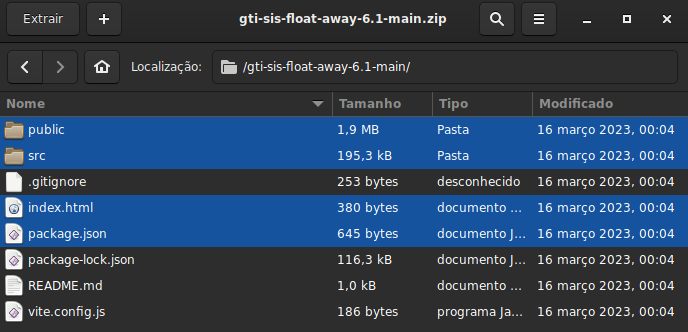 Extrair gti-sis-float-away-6.1-main.zip
Localização: /gti-sis-float-away-6.1-main/
Nome Tamanho Tipo Modificado
public 1,9 MB Pasta 16 março 2023, 00:04
src 195,3 kB Pasta 16 março 2023, 00:04
.gitignore 253 bytes desconhecido 16 março 2023, 00:04
index.html 380 bytes documento ... 16 março 2023, 00:04
package.json 645 bytes documento J... 16 março 2023, 00:04
package-lock.json 116,3 kB documento J... 16 março 2023, 00:04
README.md 1,0 kB documento ... 16 março 2023, 00:04
vite.config.js 186 bytes programa Ja... 16 março 2023, 00:04